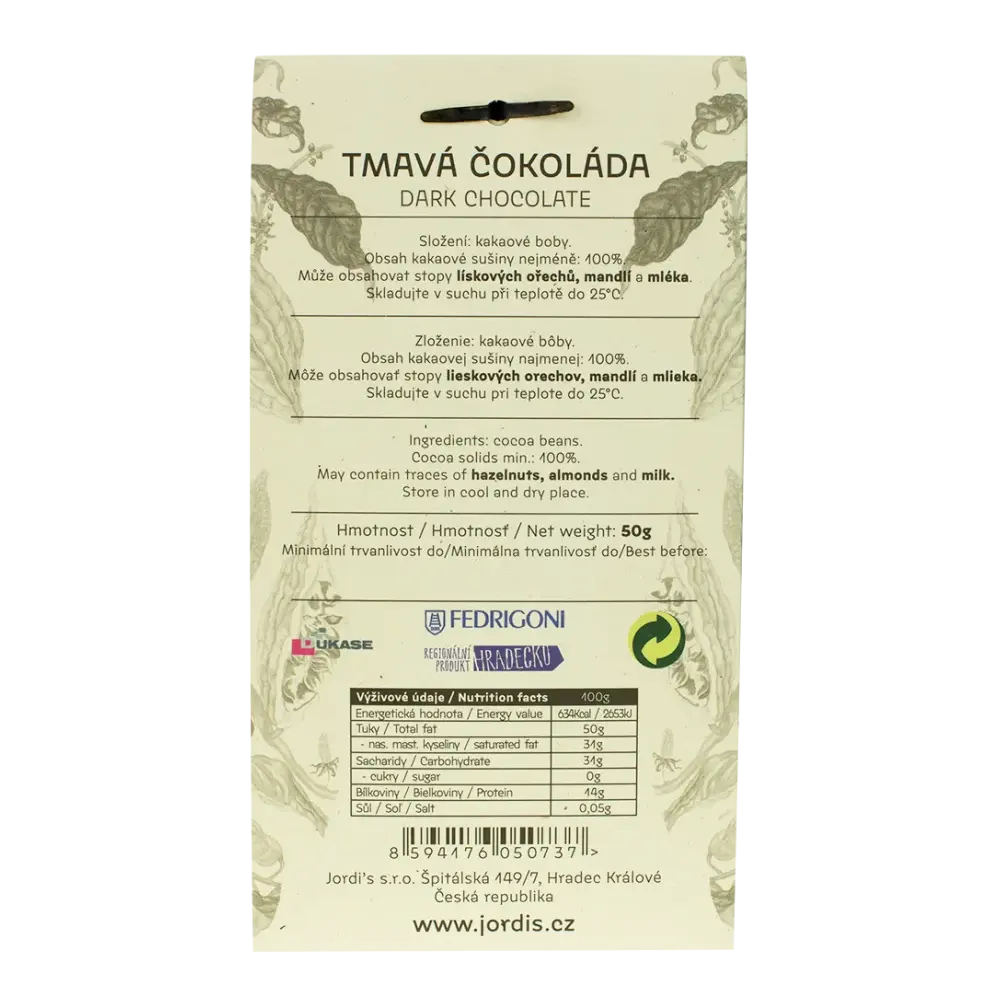 TMAVÁ ČOKOLÁDA
DARK CHOCOLATE
Složení: kakaové boby.
Obsah kakaové sušiny nejméně: 100%.
Může obsahovat stopy lískových ořechů, mandlí a mléka.
Skladujte v suchu při teplotě do 25°C.
Zloženie: kakaové bôby.
Obsah kakaovej sušiny najmenej: 100%.
Môže obsahovať stopy lieskových orechov, mandlí a mlieka.
Skladujte v suchu pri teplote do 25°C.
Ingredients: cocoa beans.
Cocoa solids min.: 100%.
May contain traces of hazelnuts, almonds and milk.
Store in cool and dry place.
Hmotnost / Hmotnosť / Net weight: 50g
Minimální trvanlivost do/Minimálna trvanlivosť do/Best before:
FEDRIGONI
DUKASE
REGIONÁLNÍ
PRODUKT HRADECKO
Výživové údaje / Nutrition facts 100g
Energetická hodnota / Energy value 634Kcal / 2653kJ
Tuky / Total fat 50g
- nas. mast. kyseliny / saturated fat 31g
Sacharidy / Carbohydrate 31g
- cukry / sugar 0g
Bílkoviny / Bielkoviny / Protein 14g
Sůl / Soľ / Salt 0,05g
8 594176 050737 >
Jordi's s.r.o. Špitálská 149/7, Hradec Králové
Česká republika
www.jordis.cz